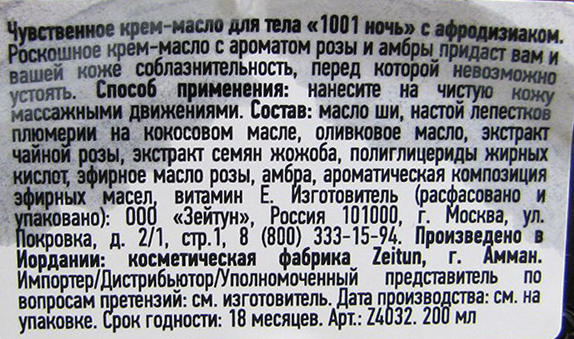 Чувственное крем-масло для тела «1001 ночь» с афродизиаком.
Роскошное крем-масло с ароматом розы и амбры придаст вам и
вашей коже соблазнительность, перед которой невозможно
устоять. Способ применения: нанесите на чистую кожу
массажными движениями. Состав: масло ши, настой лепестков
плюмерии на кокосовом масле, оливковое масло, экстракт
чайной розы, экстракт семян жожоба, полиглицериды жирных
кислот, эфирное масло розы, амбра, ароматическая композиция
эфирных масел, витамин Е. Изготовитель (расфасовано и
упаковано): ООО «Зейтун», Россия 101000, г. Москва, ул.
Покровка, д. 2/1, стр.1, 8 (800) 333-15-94. Произведено в
Иордании: косметическая фабрика Zeitun, г. Амман.
Импортер/Дистрибьютор/Уполномоченный представитель по
вопросам претензий: см. изготовитель. Дата производства: см. на
упаковке. Срок годности: 18 месяцев. Арт.: Z4032. 200 мл